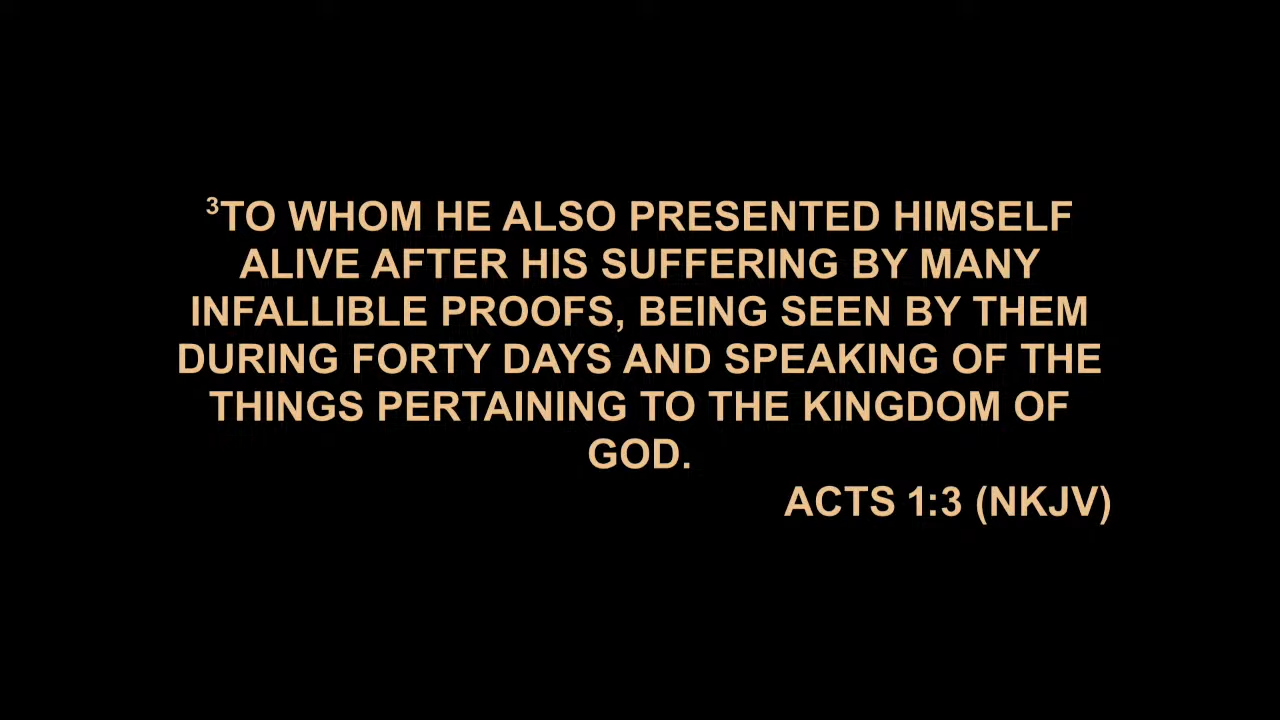 ³TO WHOM HE ALSO PRESENTED HIMSELF
ALIVE AFTER HIS SUFFERING BY MANY
INFALLIBLE PROOFS, BEING SEEN BY THEM
DURING FORTY DAYS AND SPEAKING OF THE
THINGS PERTAINING TO THE KINGDOM OF
GOD.
ACTS 1:3 (NKJV)